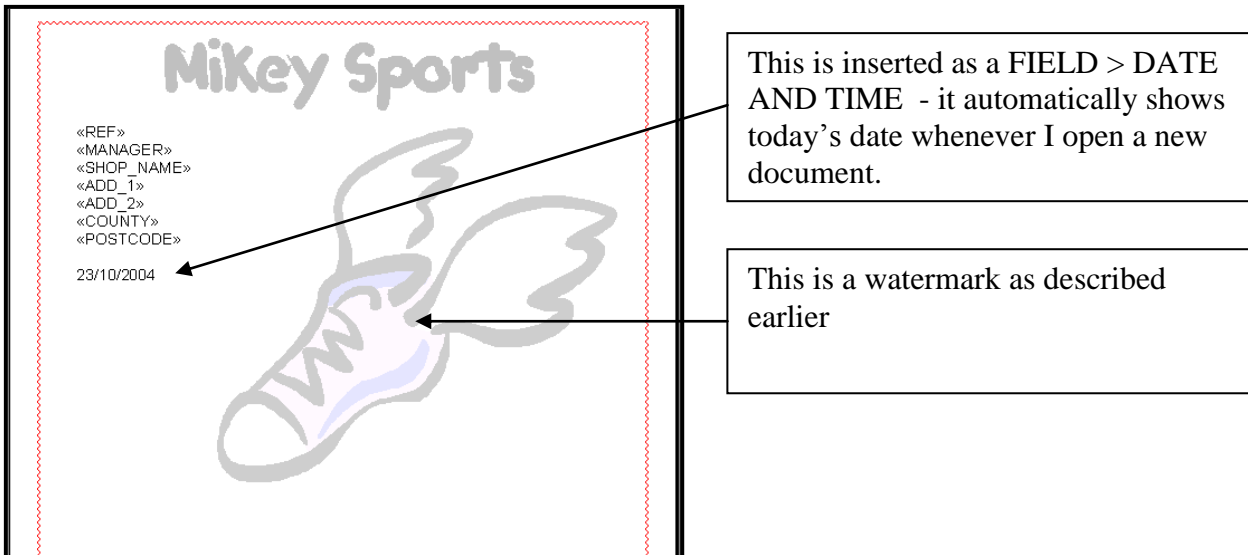 MiKey Sports
«REF»
«MANAGER»
«SHOP_NAME»
«ADD_1»
«ADD_2»
«COUNTY»
«POSTCODE»
23/10/2004
This is inserted as a FIELD > DATE
AND TIME - it automatically shows
today's date whenever I open a new
document.
This is a watermark as described
earlier